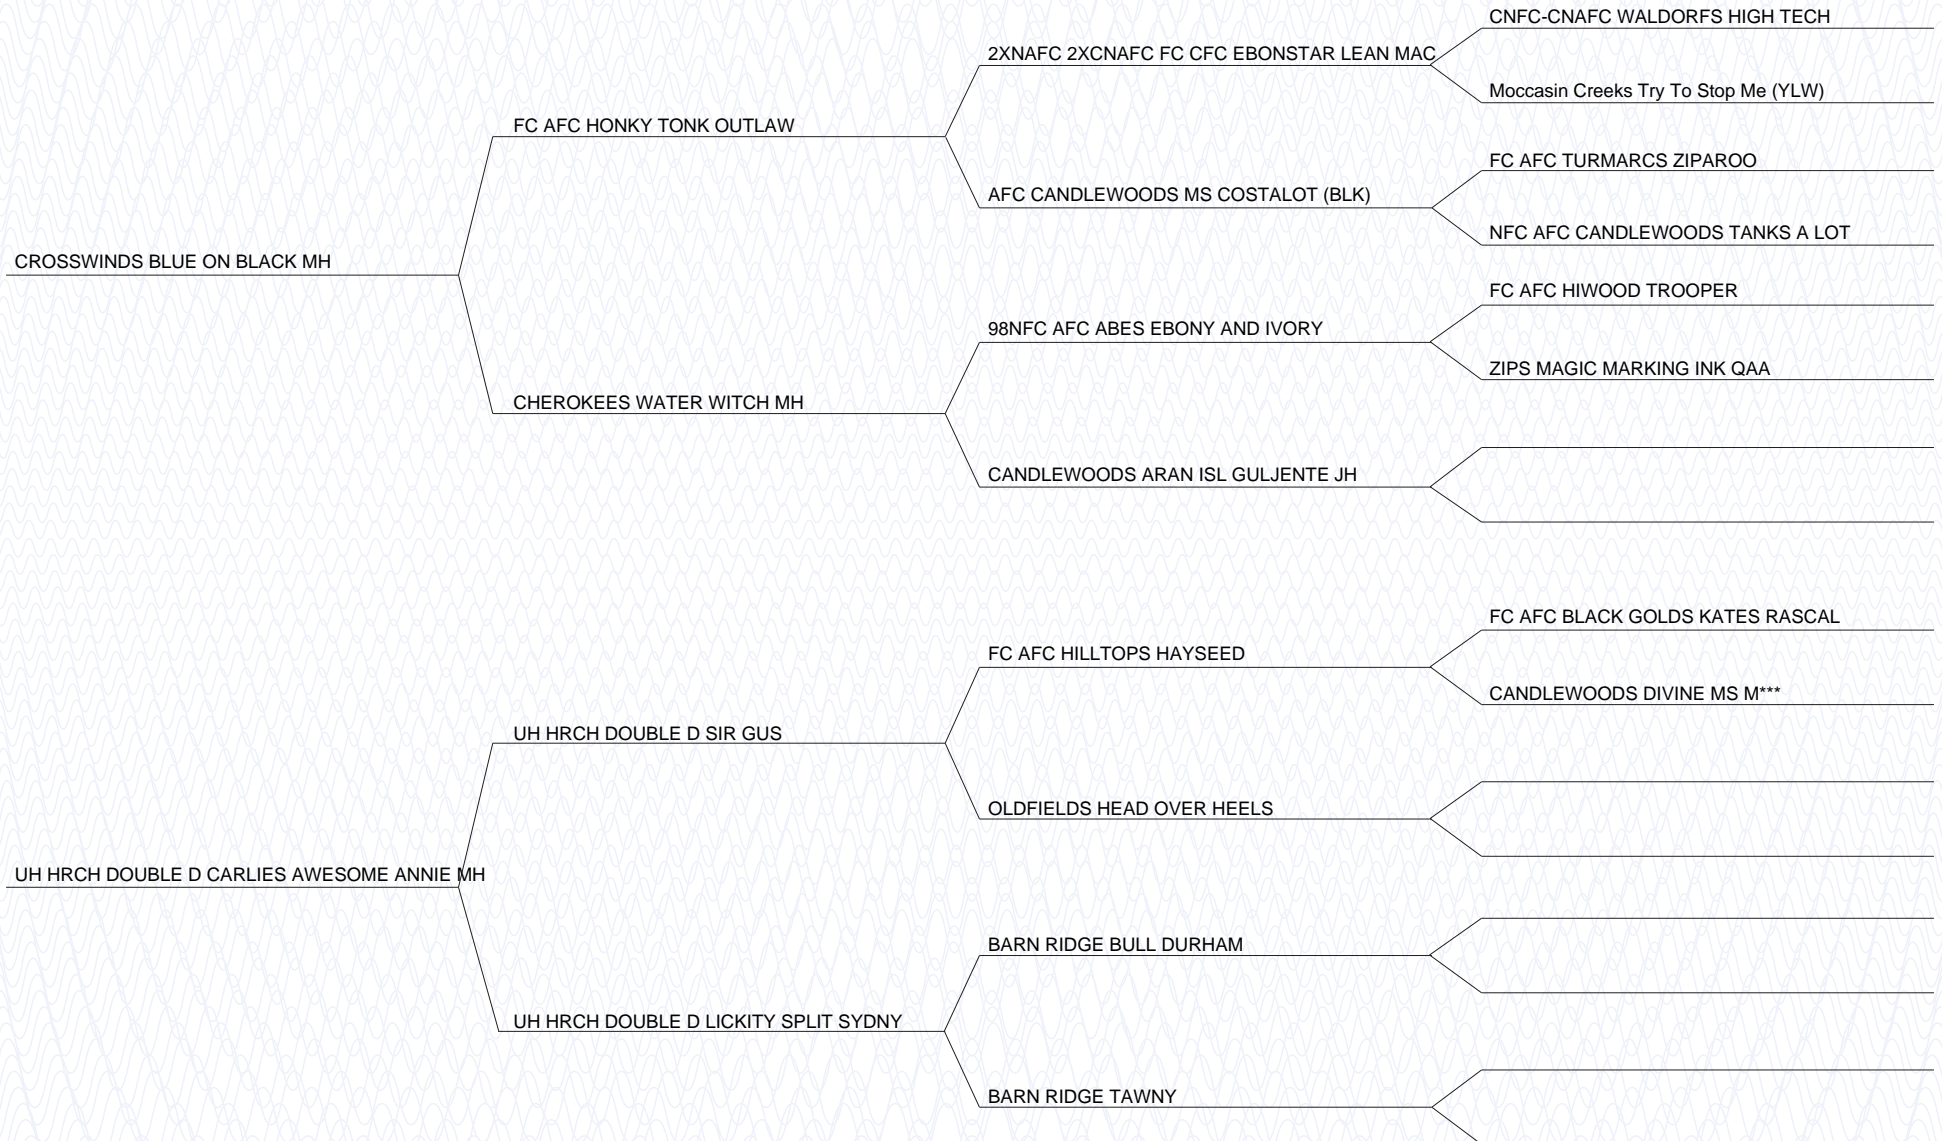 CNFC-CNAFC WALDORFS HIGH TECH
2XNAFC 2XCNAFC FC CFC EBONSTAR LEAN MAC
Moccasin Creeks Try To Stop Me (YLW)
FC AFC HONKY TONK OUTLAW
FC AFC TURMARCS ZIPAROO
AFC CANDLEWOODS MS COSTALOT (BLK)
NFC AFC CANDLEWOODS TANKS A LOT
CROSSWINDS BLUE ON BLACK MH
FC AFC HIWOOD TROOPER
98NFC AFC ABES EBONY AND IVORY
ZIPS MAGIC MARKING INK QAA
CHEROKEES WATER WITCH MH
CANDLEWOODS ARAN ISL GULJENTE JH
FC AFC BLACK GOLDS KATES RASCAL
FC AFC HILLTOPS HAYSEED
CANDLEWOODS DIVINE MS M***
UH HRCH DOUBLE D SIR GUS
OLDFIELDS HEAD OVER HEELS
UH HRCH DOUBLE D CARLIES AWESOME ANNIE MH
BARN RIDGE BULL DURHAM
UH HRCH DOUBLE D LICKITY SPLIT SYDNY
BARN RIDGE TAWNY